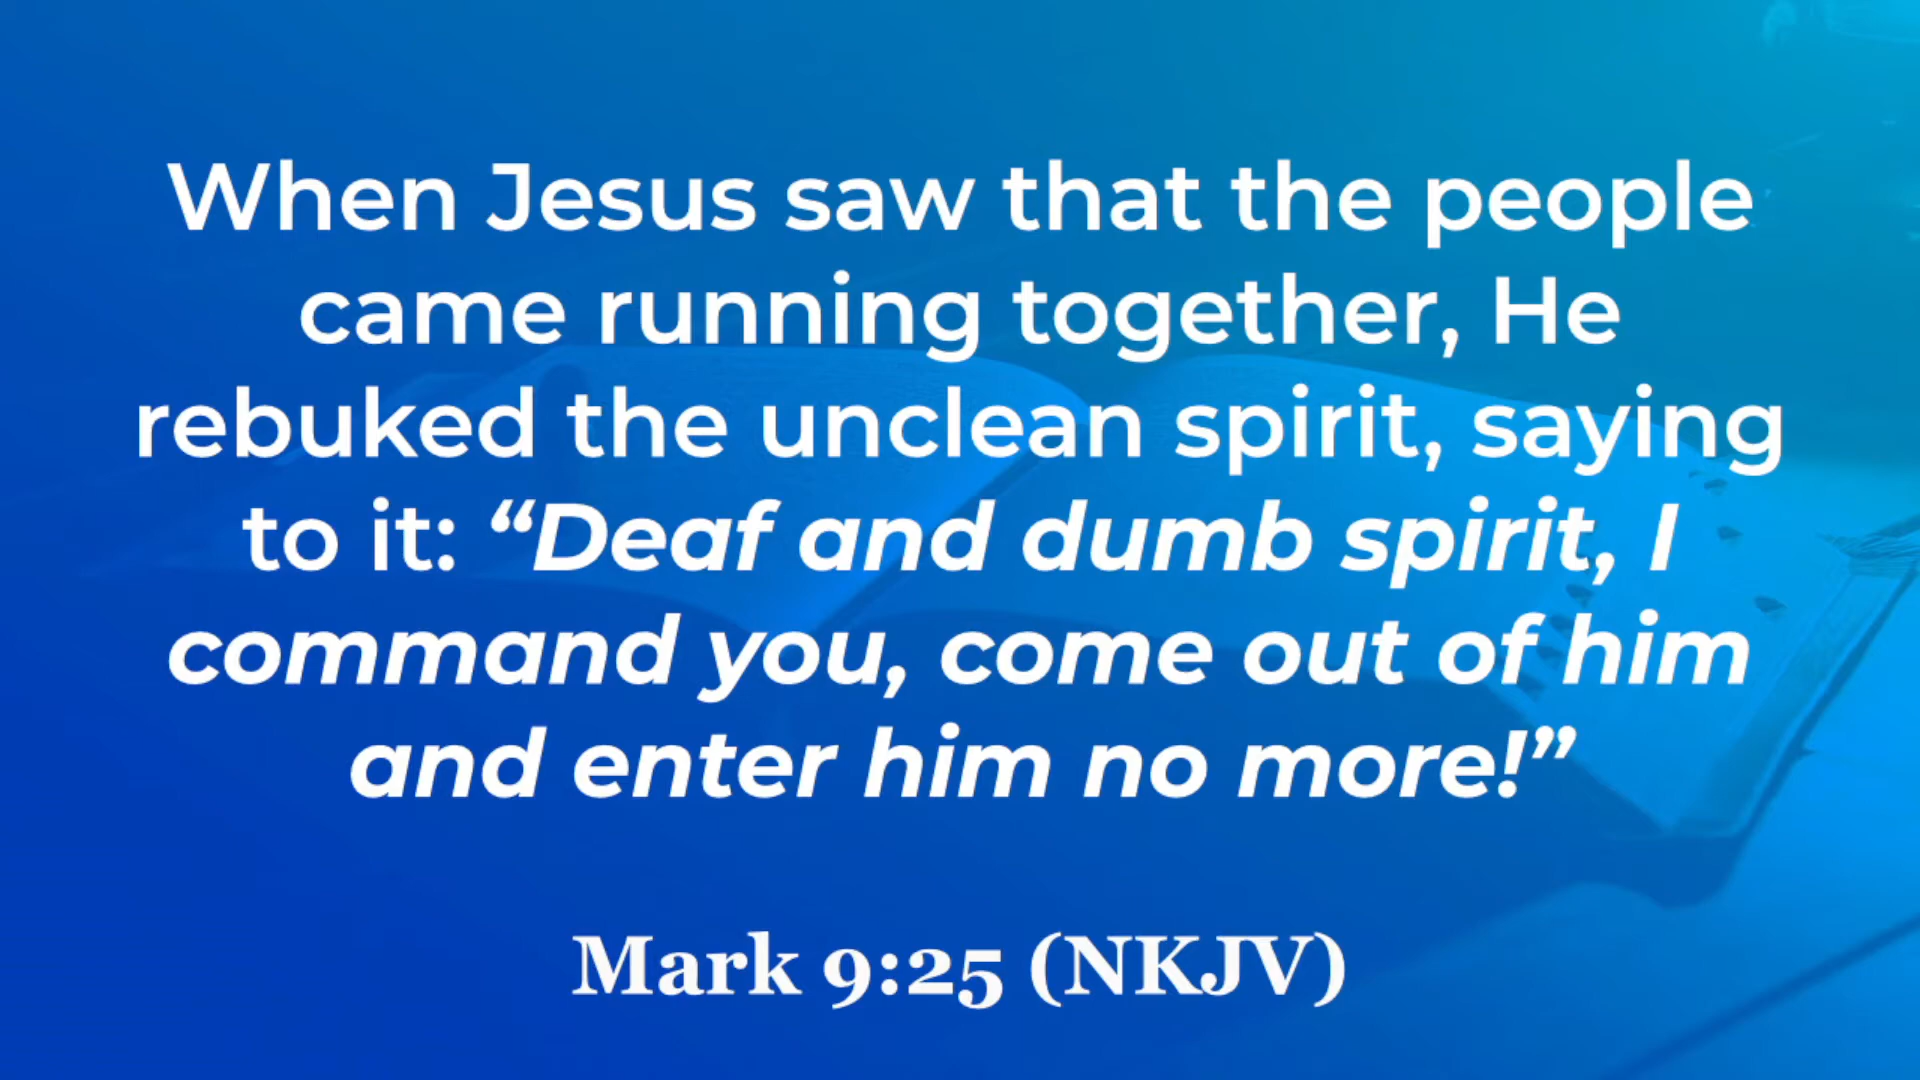 When Jesus saw that the people
came running together, He
rebuked the unclean spirit, saying
to it: “Deaf and dumb spirit, I
command you, come out of him
and enter him no more!”
Mark 9:25 (NKJV)